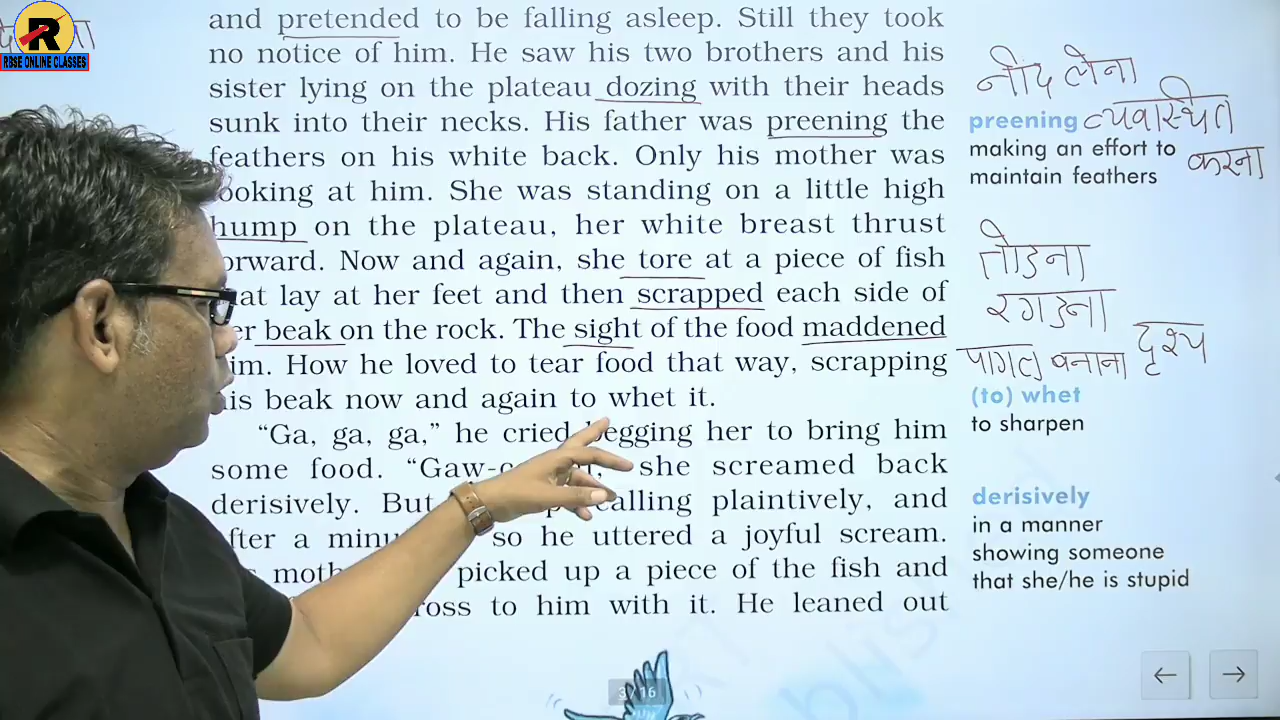 RBSE ONLINE CLASSES
R
and pretended to be falling asleep. Still they took
no notice of him. He saw his two brothers and his
sister lying on the plateau dozing with their heads
sunk into their necks. His father was preening the
feathers on his white back. Only his mother was
looking at him. She was standing on a little high
hump on the plateau, her white breast thrust
orward. Now and again, she tore at a piece of fish
at lay at her feet and then scrapped each side of
er beak on the rock. The sight of the food maddened
im. How he loved to tear food that way, scrapping
is beak now and again to whet it.
“Ga, ga, ga,” he cried begging her to bring him
some food. “Gaw- she screamed back
derisively. But calling plaintively, and
fter a minu so he uttered a joyful scream.
moth picked up a piece of the fish and
ross to him with it. He leaned out
नींद लेना
preening व्यवस्थित
making an effort to करना
maintain feathers
तोडना
रगडना
पागल बनाना दृश्य
(to) whet
to sharpen
derisively
in a manner
showing someone
that she/he is stupid
3/16